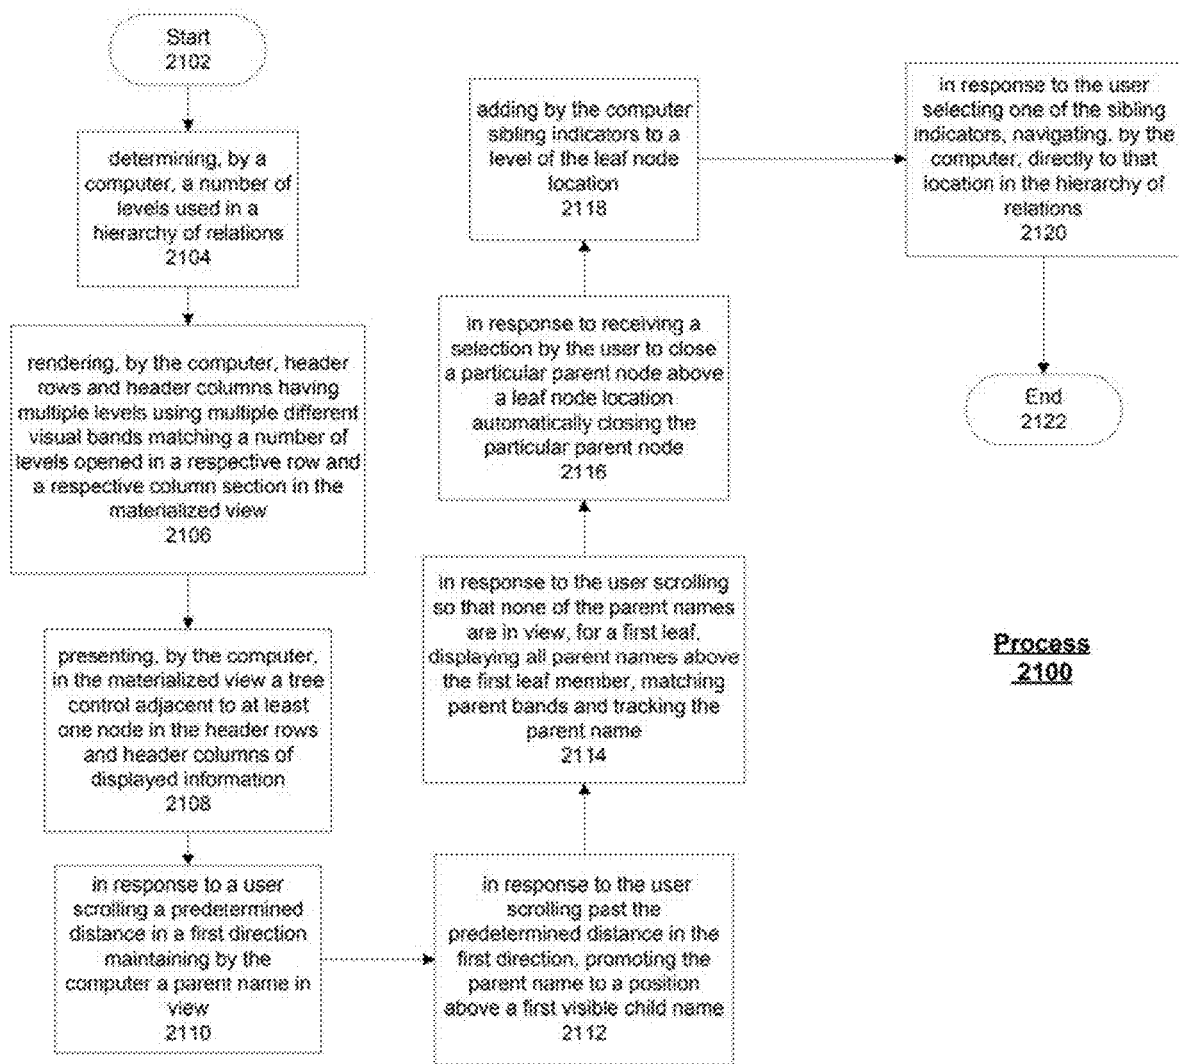 Start
2102
determining, by a
computer, a number of
levels used in a
hierarchy of relations
2104
rendering, by the computer, header
rows and header columns having
multiple levels using multiple different
visual bands matching a number of
levels opened in a respective row and
a respective column section in the
materialized view
2106
presenting, by the computer,
in the materialized view a tree
control adjacent to at least
one node in the header rows
and header columns of
displayed information
2108
in response to a user
scrolling a predetermined
distance in a first direction
maintaining by the
computer a parent name in
view
2110
in response to the user
scrolling past the
predetermined distance in the
first direction, promoting the
parent name to a position
above a first visible child name
2112
in response to the user scrolling
so that none of the parent names
are in view, for a first leaf,
displaying all parent names above
the first leaf member, matching
parent bands and tracking the
parent name
2114
in response to receiving a
selection by the user to close
a particular parent node above
a leaf node location
automatically closing the
particular parent node
2116
adding by the computer
sibling indicators to a
level of the leaf node
location
2118
in response to the user
selecting one of the sibling
indicators, navigating, by the
computer, directly to that
location in the hierarchy of
relations
2120
End
2122
Process
2100